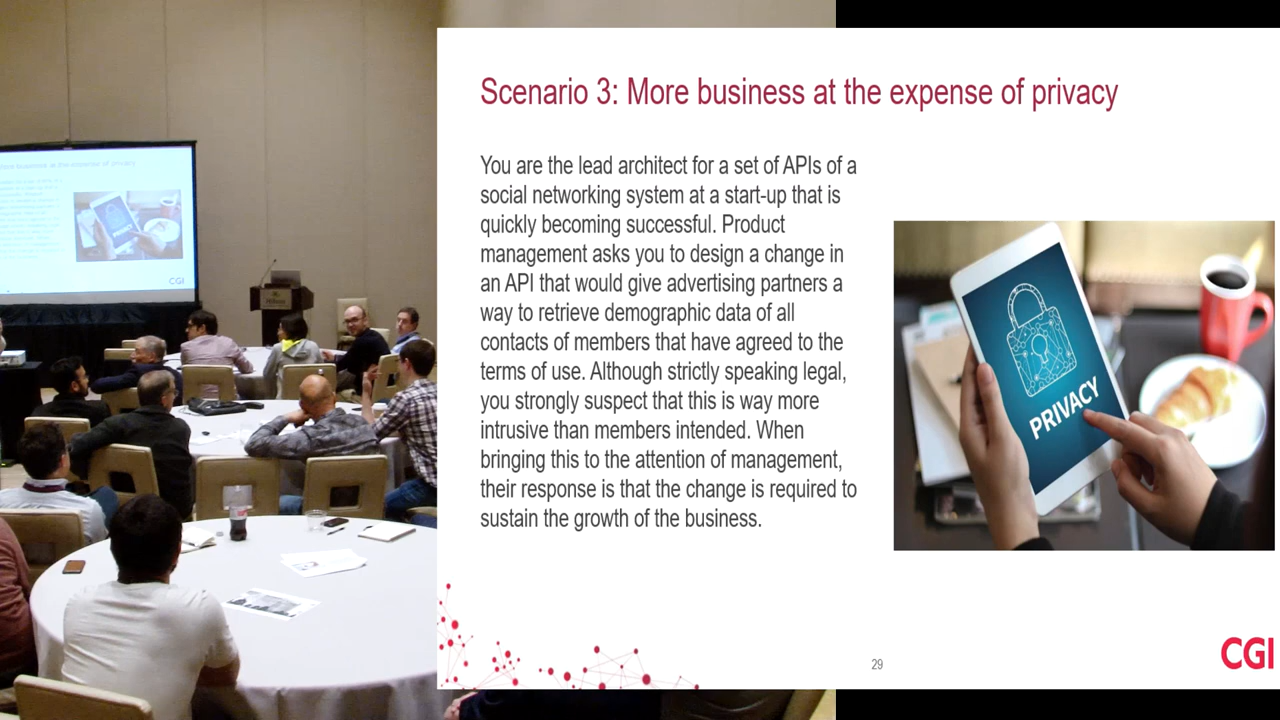 Scenario 3: More business at the expense of privacy
You are the lead architect for a set of APIs of a
social networking system at a start-up that is
quickly becoming successful. Product
management asks you to design a change in
an API that would give advertising partners a
way to retrieve demographic data of all
contacts of members that have agreed to the
terms of use. Although strictly speaking legal,
you strongly suspect that this is way more
intrusive than members intended. When
bringing this to the attention of management,
their response is that the change is required to
sustain the growth of the business.
PRIVACY
29
CGI
CGI